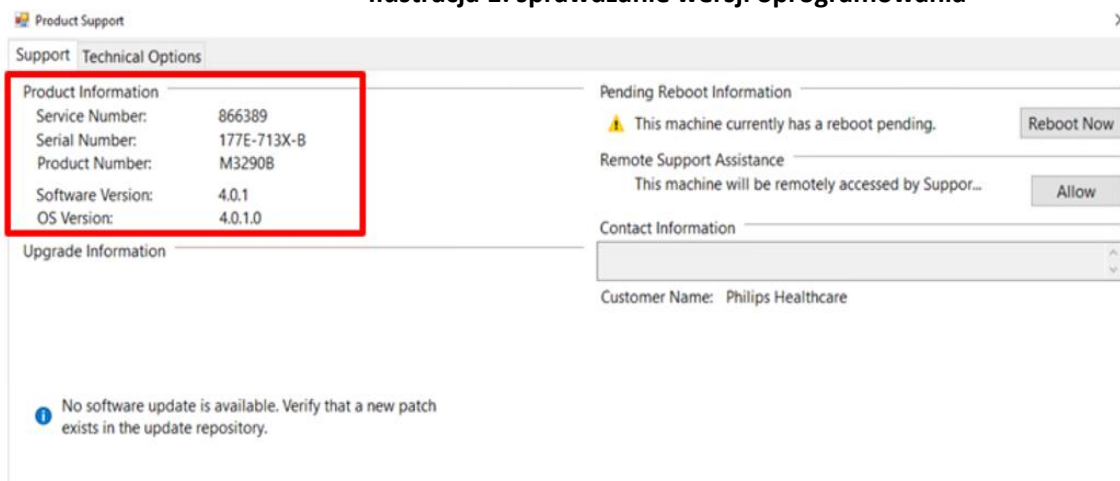 Product Support
Support Technical Options
Product Information
Service Number: 866389
Serial Number: 177E-713X-B
Product Number: M3290B
Software Version: 4.0.1
OS Version: 4.0.1.0
Upgrade Information
No software update is available. Verify that a new patch
exists in the update repository.
Pending Reboot Information
This machine currently has a reboot pending. Reboot Now
Remote Support Assistance
This machine will be remotely accessed by Suppor... Allow
Contact Information
Customer Name: Philips Healthcare